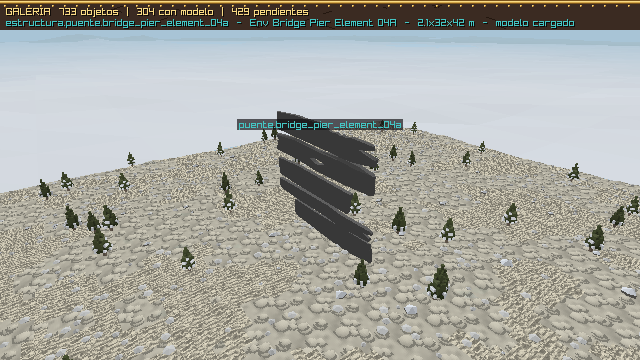 GALERÍA 733 objetos | 304 con modelo | 429 pendientes
estructura.puente.bridge_pier_element_04a - Env Bridge Pier Element 04A - 2.1x32x42 m - modelo cargado
puente.bridge_pier_element_04a